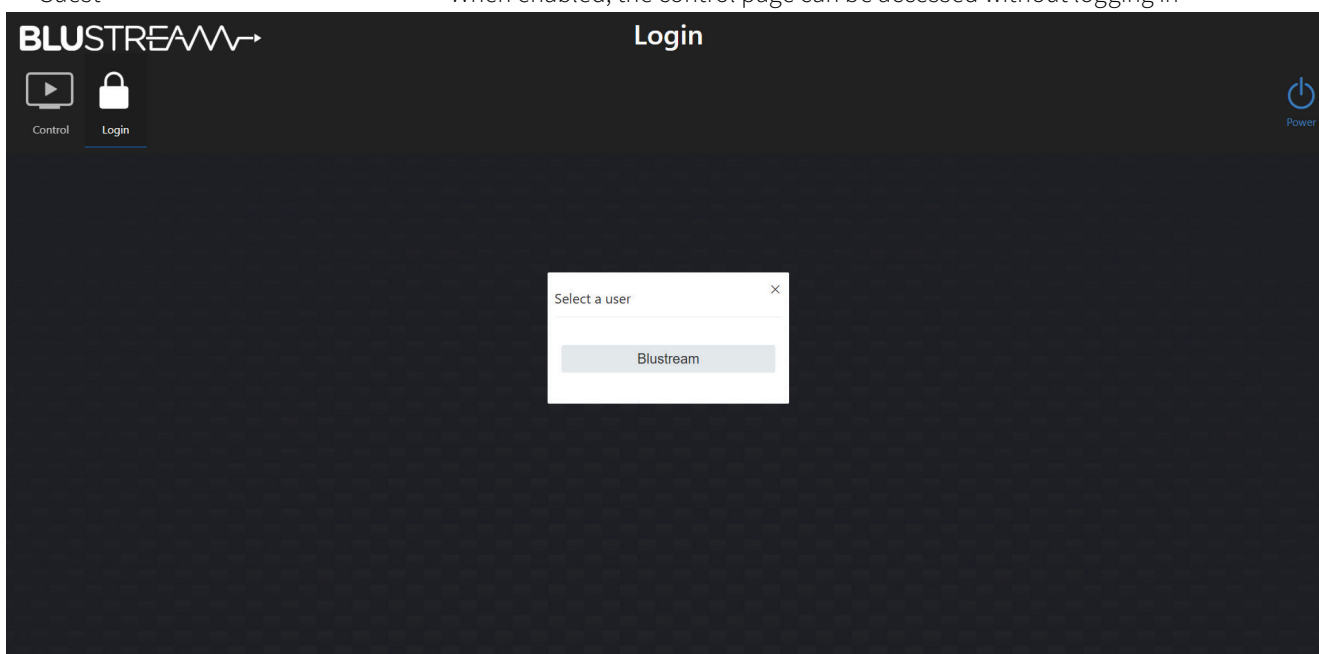 Guest When enabled, the control page can be accessed without logging in
BLUSTREAM Login
Control Login Power
Select a user ×
Blustream